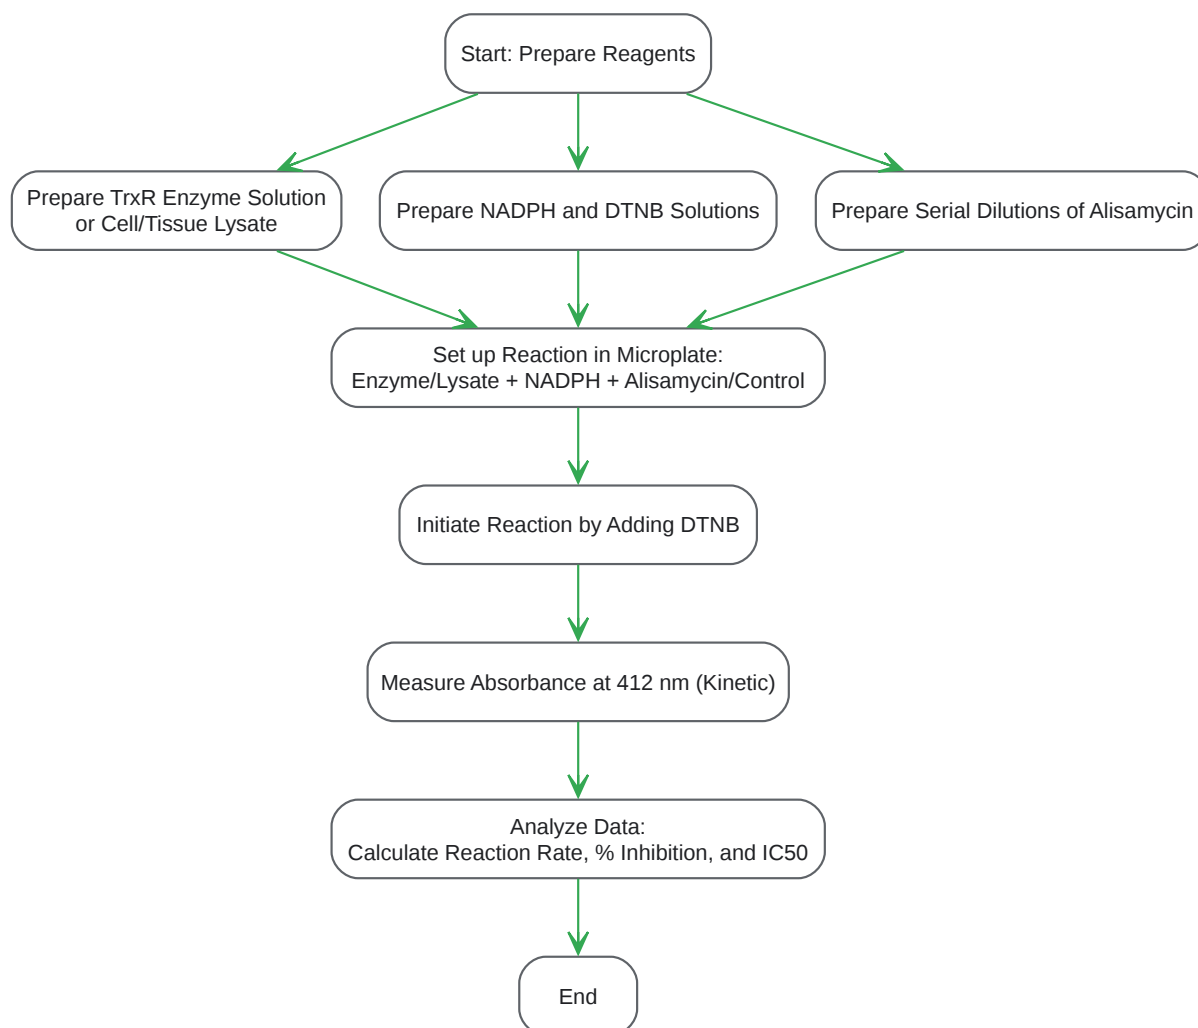 Start: Prepare Reagents
Prepare TrxR Enzyme Solution
or Cell/Tissue Lysate
Prepare NADPH and DTNB Solutions
Prepare Serial Dilutions of Alisamycin
Set up Reaction in Microplate:
Enzyme/Lysate + NADPH + Alisamycin/Control
Initiate Reaction by Adding DTNB
Measure Absorbance at 412 nm (Kinetic)
Analyze Data:
Calculate Reaction Rate, % Inhibition, and IC50
End